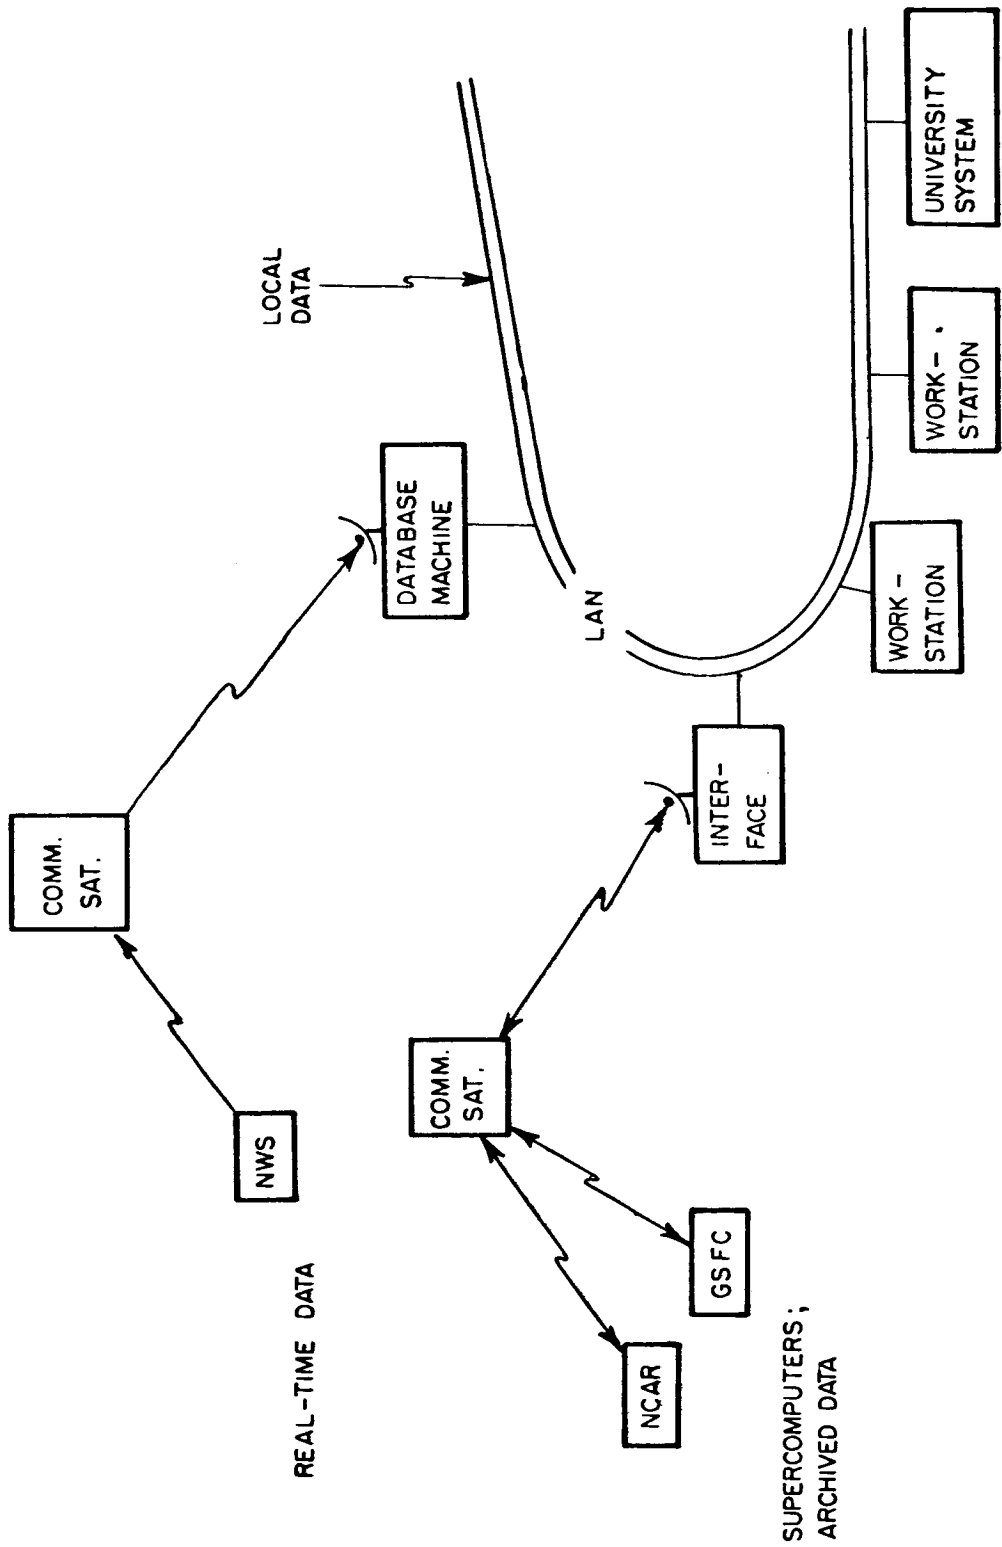 COMM.
SAT.
NWS
REAL-TIME DATA
LOCAL
DATA
DATABASE
MACHINE
LAN
COMM.
SAT.
NCAR
GSFC
SUPERCOMPUTERS;
ARCHIVED DATA
INTER-
FACE
WORK-
STATION
WORK-
STATION
UNIVERSITY
SYSTEM